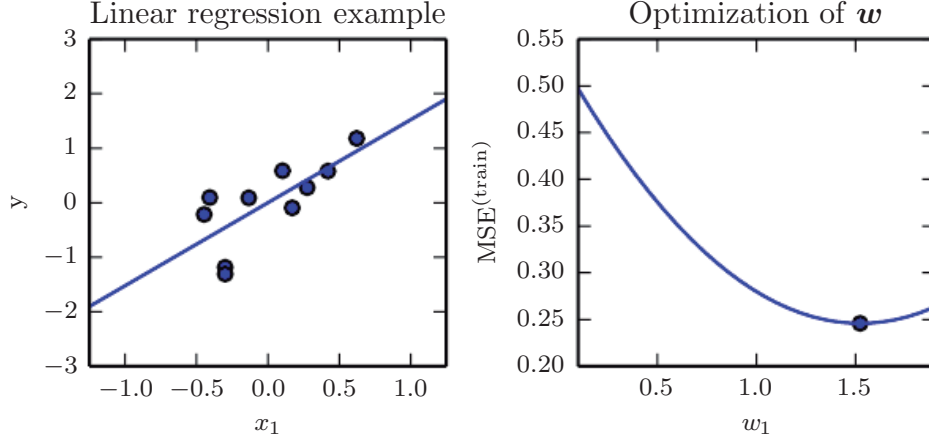 Linear regression example
3
2
1
0
−1
−2
−3
y
−1.0 −0.5 0.0 0.5 1.0
x₁
Optimization of w
0.55
0.50
0.45
0.40
0.35
0.30
0.25
0.20
MSE⁽ᵗʳᵃⁱⁿ⁾
0.5 1.0 1.5
w₁